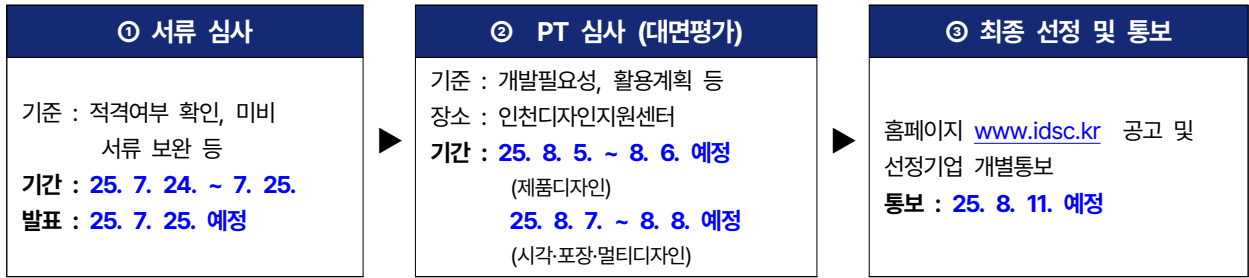 ① 서류 심사
기준 : 적격여부 확인, 미비
서류 보완 등
기간 : 25. 7. 24. ~ 7. 25.
발표 : 25. 7. 25. 예정
▶
② PT 심사 (대면평가)
기준 : 개발필요성, 활용계획 등
장소 : 인천디자인지원센터
기간 : 25. 8. 5. ~ 8. 6. 예정
(제품디자인)
25. 8. 7. ~ 8. 8. 예정
(시각·포장·멀티디자인)
▶
③ 최종 선정 및 통보
홈페이지 www.idsc.kr 공고 및
선정기업 개별통보
통보 : 25. 8. 11. 예정